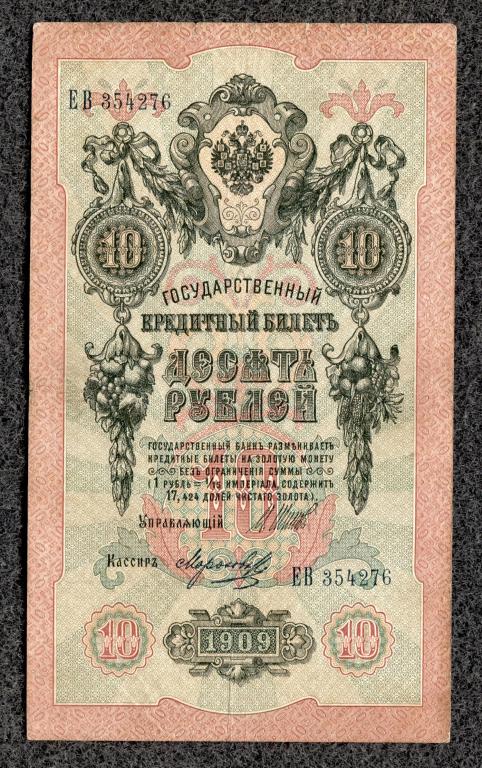 ЕВ 354276
10 10
ГОСУДАРСТВЕННЫЙ
КРЕДИТНЫЙ БИЛЕТЪ
ДЕСЯТЬ
РУБЛЕЙ
ГОСУДАРСТВЕННЫЙ БАНКЪ РАЗМѢНИВАЕТЪ
КРЕДИТНЫЕ БИЛЕТЫ НА ЗОЛОТУЮ МОНЕТУ
БЕЗЪ ОГРАНИЧЕНІЯ СУММЫ
(1 РУБЛЬ = 1/15 ИМПЕРІАЛА, СОДЕРЖИТЪ
17,424 ДОЛЕЙ ЧИСТАГО ЗОЛОТА).
10
УПРАВЛЯЮЩІЙ
КАССИРЪ
ЕВ 354276
10 1909 10